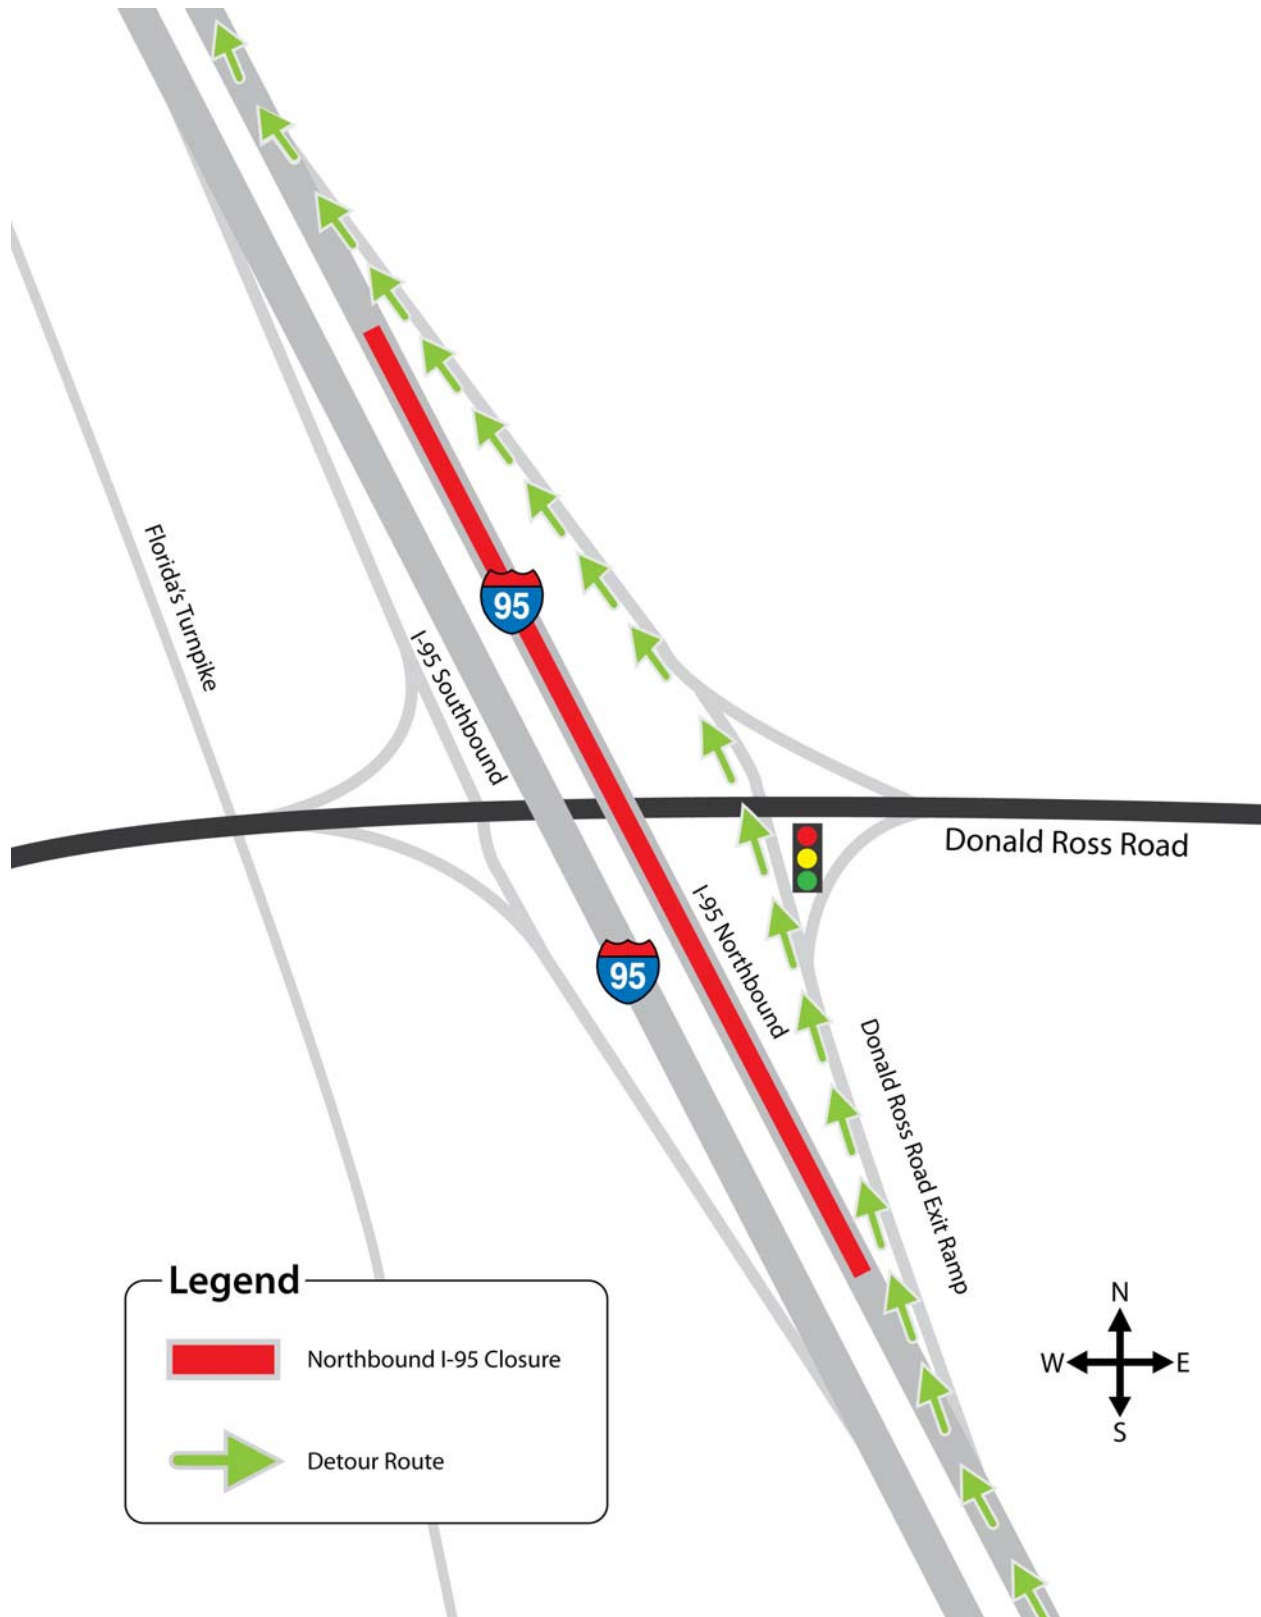 Florida's Turnpike
95
I-95 Southbound
Donald Ross Road
I-95 Northbound
95
Donald Ross Road Exit Ramp
Legend
Northbound I-95 Closure
Detour Route
N
W E
S